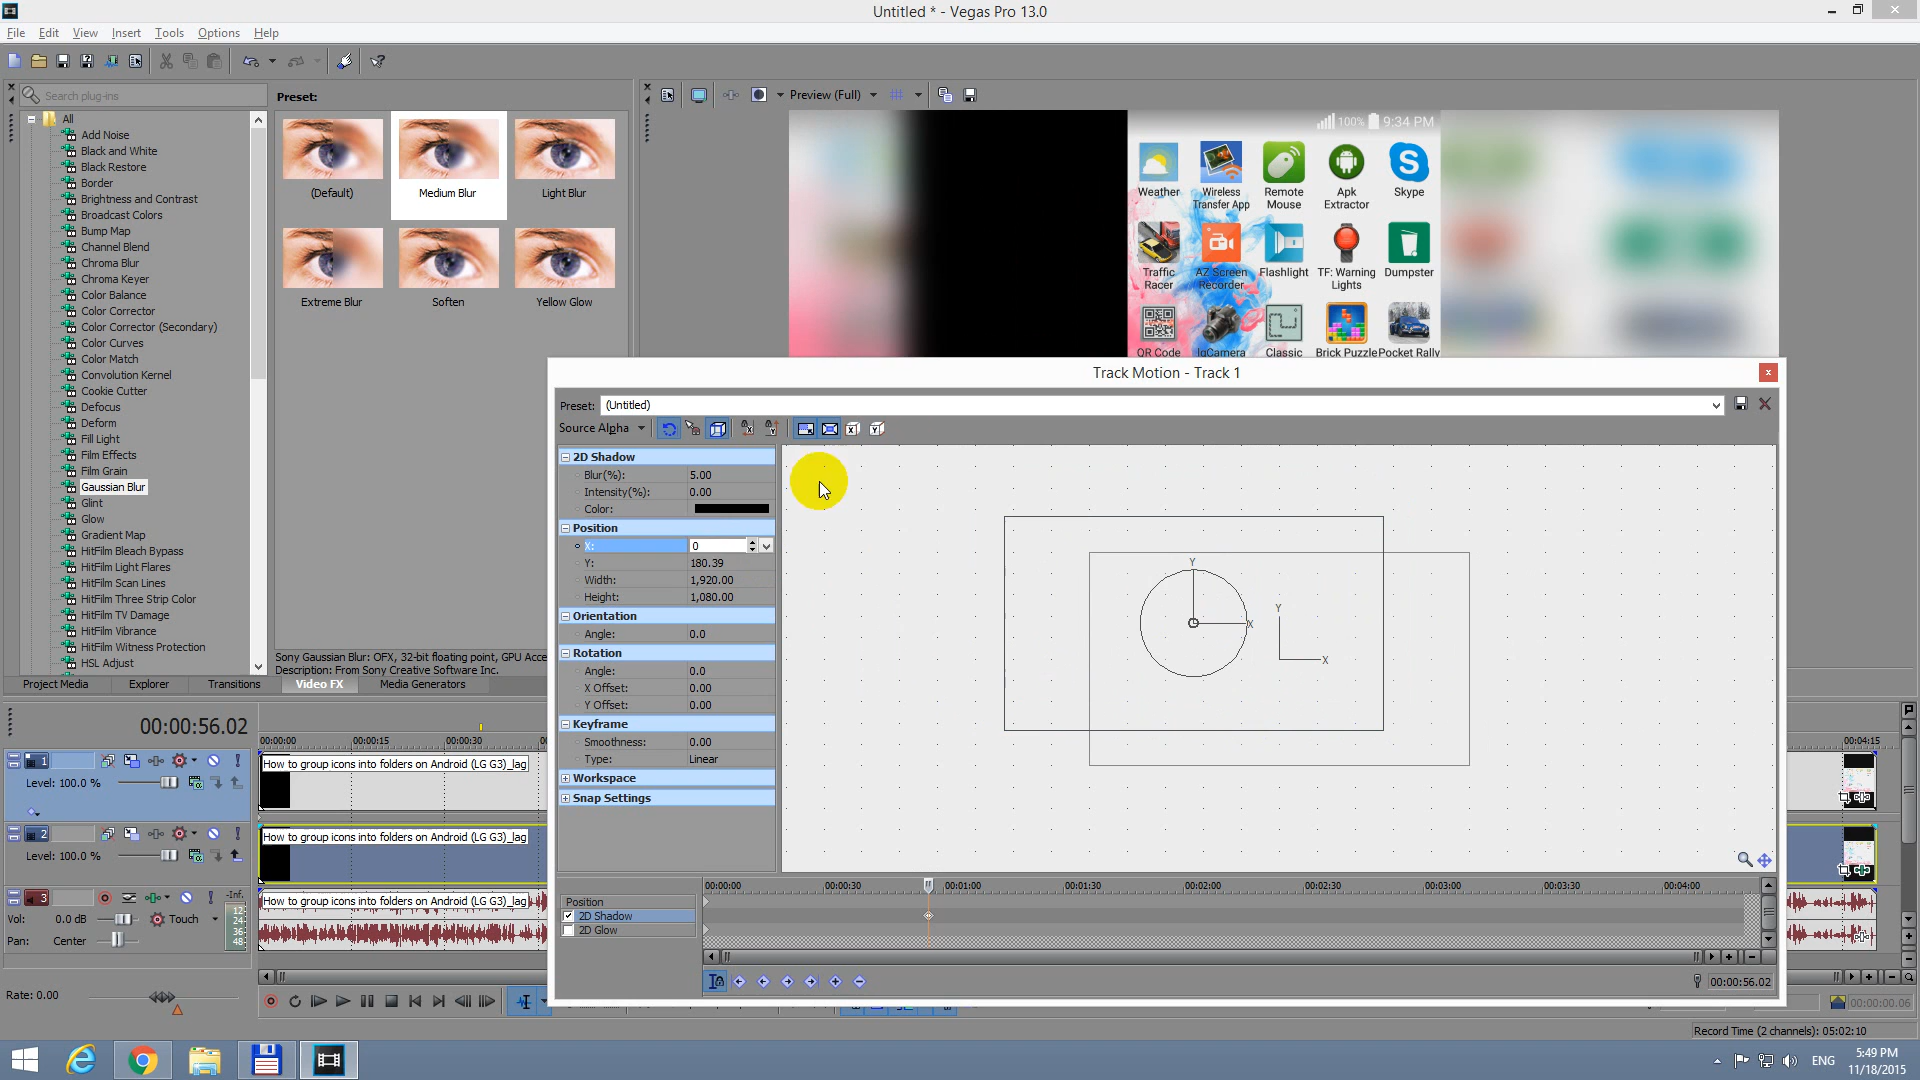 Untitled * - Vegas Pro 13.0
File Edit View Insert Tools Options Help
Search plug-ins
All
Add Noise
Black and White
Black Restore
Border
Brightness and Contrast
Broadcast Colors
Bump Map
Channel Blend
Chroma Blur
Chroma Keyer
Color Balance
Color Corrector
Color Corrector (Secondary)
Color Curves
Color Match
Convolution Kernel
Cookie Cutter
Defocus
Deform
Fill Light
Film Effects
Film Grain
Gaussian Blur
Glint
Glow
Gradient Map
HitFilm Bleach Bypass
HitFilm Light Flares
HitFilm Scan Lines
HitFilm Three Strip Color
HitFilm TV Damage
HitFilm Vibrance
HitFilm Witness Protection
HSL Adjust
Preset:
(Default) Medium Blur Light Blur
Extreme Blur Soften Yellow Glow
Sony Gaussian Blur: OFX, 32-bit floating point, GPU Acce
Description: From Sony Creative Software Inc.
Project Media Explorer Transitions Video FX Media Generators
Preview (Full)
100% 9:34 PM
Weather Wireless Transfer App Remote Mouse Apk Extractor Skype
Traffic Racer AZ Screen Recorder Flashlight TF: Warning Lights Dumpster
QR Code lgCamera Classic Brick Puzzle Pocket Rally
Track Motion - Track 1
Preset: (Untitled)
Source Alpha
2D Shadow
Blur(%): 5.00
Intensity(%): 0.00
Color:
Position
X: 0
Y: 180.39
Width: 1,920.00
Height: 1,080.00
Orientation
Angle: 0.0
Rotation
Angle: 0.0
X Offset: 0.00
Y Offset: 0.00
Keyframe
Smoothness: 0.00
Type: Linear
Workspace
Snap Settings
Y
X
Y
X
00:00:00 00:00:30 00:01:00 00:01:30 00:02:00 00:02:30 00:03:00 00:03:30 00:04:00
Position
2D Shadow
2D Glow
00:00:56.02
00:00:56.02
00:00:00 00:00:15 00:00:30
00:04:15
1
Level: 100.0 %
How to group icons into folders on Android (LG G3)_lag
2
Level: 100.0 %
How to group icons into folders on Android (LG G3)_lag
3
-Inf.
Vol: 0.0 dB Touch
Pan: Center
12
24
36
48
How to group icons into folders on Android (LG G3)_lag
Rate: 0.00
00:00:00.06
Record Time (2 channels): 05:02:10
ENG
5:49 PM
11/18/2015